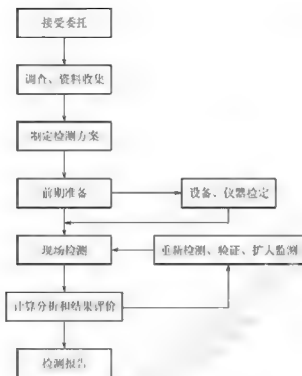 接受委托
调查、资料收集
制定检测方案
前期准备
设备、仪器检定
现场检测
重新检测、验证、扩大监测
计算分析和结果评价
检测报告